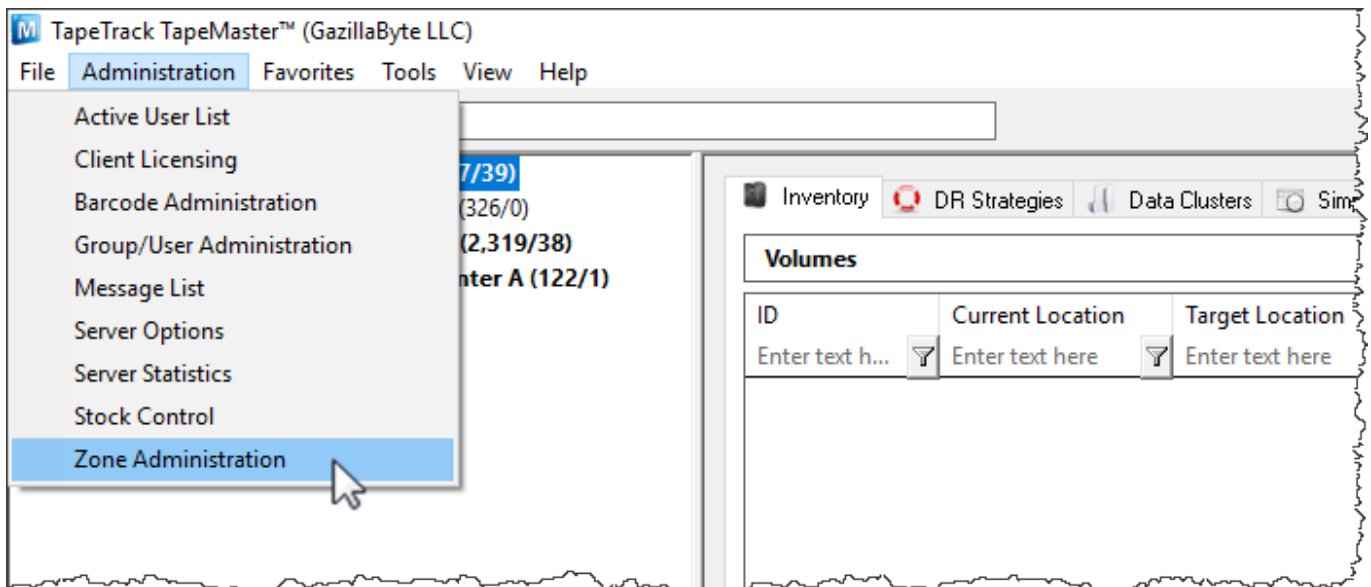 TapeTrack TapeMaster™ (GazillaByte LLC)
File Administration Favorites Tools View Help
Active User List
Client Licensing
Barcode Administration
Group/User Administration
Message List
Server Options
Server Statistics
Stock Control
Zone Administration
7/39)
(326/0)
(2,319/38)
nter A (122/1)
Inventory DR Strategies Data Clusters Sim
Volumes
ID Current Location Target Location
Enter text h... Enter text here Enter text here